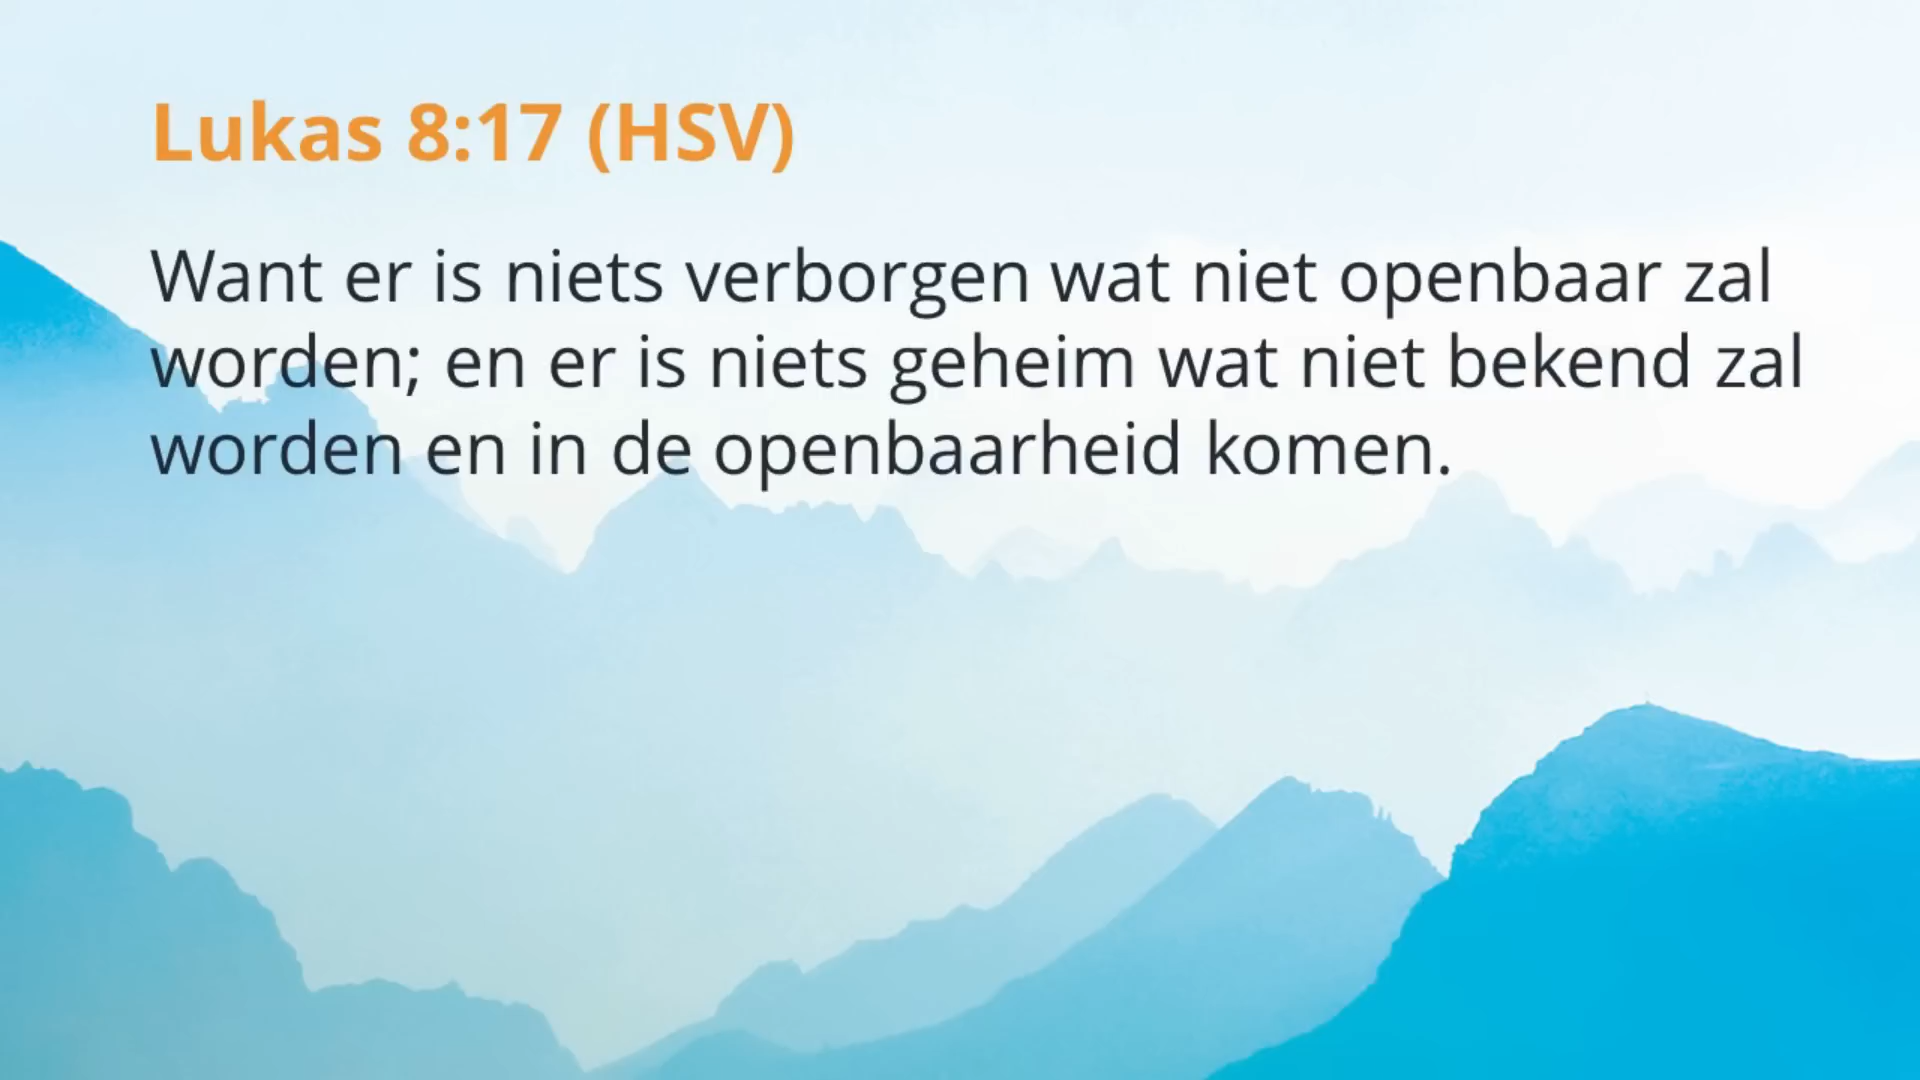 Lukas 8:17 (HSV)
Want er is niets verborgen wat niet openbaar zal
worden; en er is niets geheim wat niet bekend zal
worden en in de openbaarheid komen.